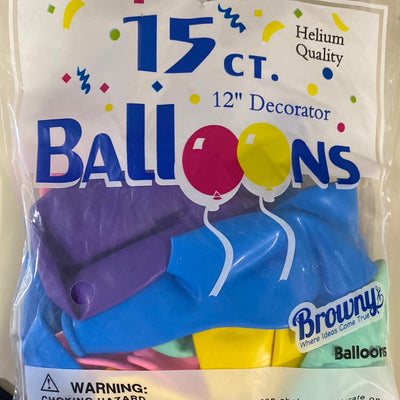 15 CT.
Helium
Quality
12" Decorator
BALLOONS
Browny
Where Ideas Come True
Balloons
WARNING:
CHOKING HAZARD